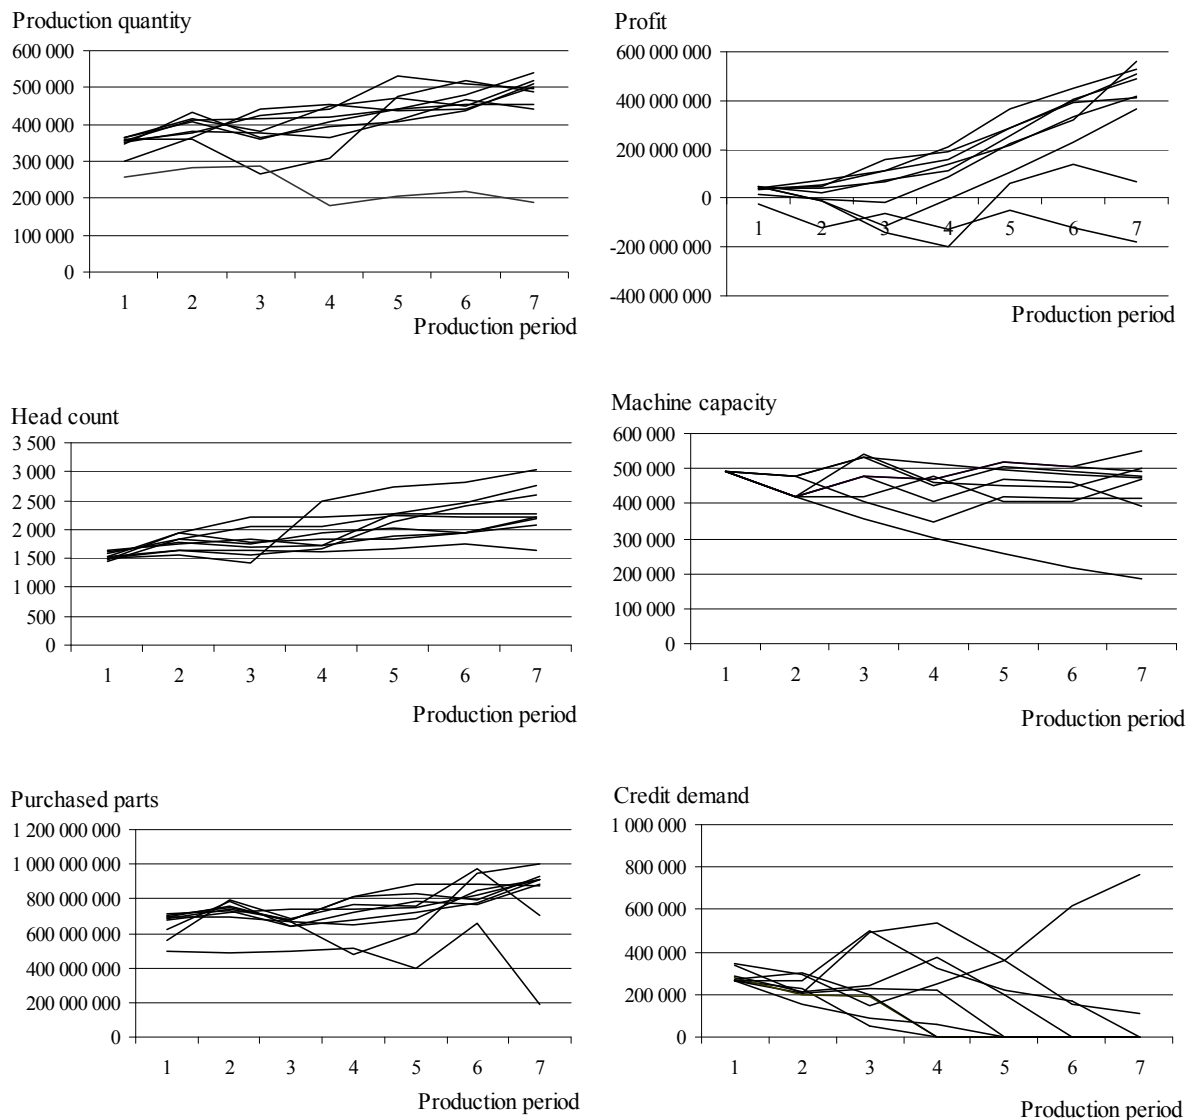 Production quantity
600 000
500 000
400 000
300 000
200 000
100 000
0
1 2 3 4 5 6 7
Production period
Profit
600 000 000
400 000 000
200 000 000
0
-200 000 000
-400 000 000
1 2 3 4 5 6 7
Production period
Head count
3 500
3 000
2 500
2 000
1 500
1 000
500
0
1 2 3 4 5 6 7
Production period
Machine capacity
600 000
500 000
400 000
300 000
200 000
100 000
0
1 2 3 4 5 6 7
Production period
Purchased parts
1 200 000 000
1 000 000 000
800 000 000
600 000 000
400 000 000
200 000 000
0
1 2 3 4 5 6 7
Production period
Credit demand
1 000 000
800 000
600 000
400 000
200 000
0
1 2 3 4 5 6 7
Production period